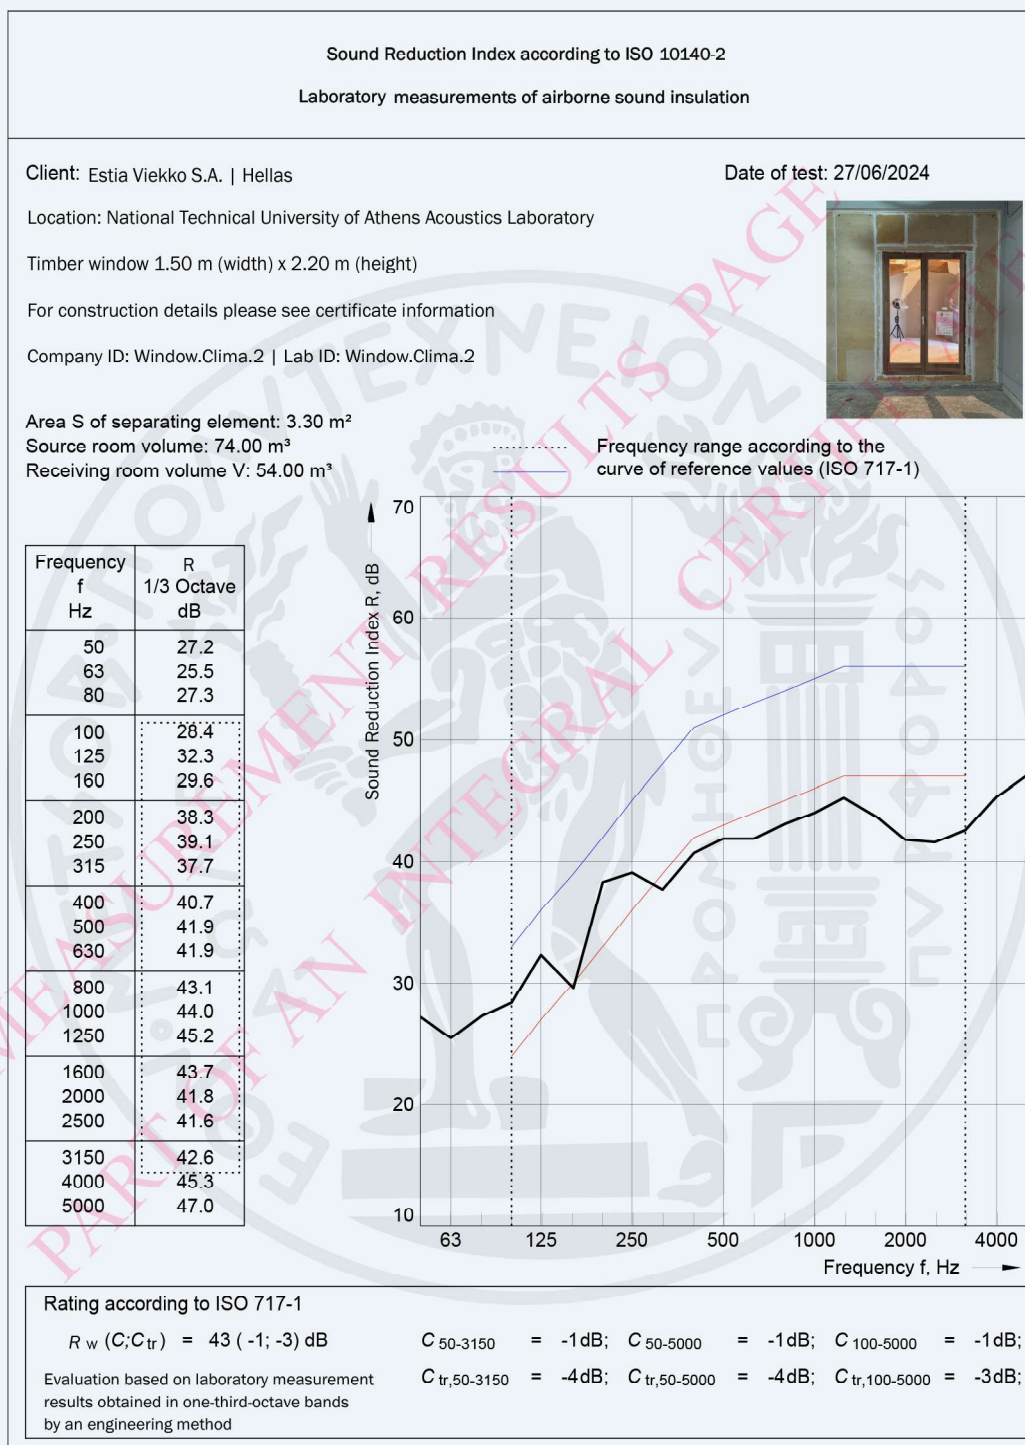 Sound Reduction Index according to ISO 10140-2
Laboratory measurements of airborne sound insulation
Client: Estia Viekko S.A. | Hellas
Date of test: 27/06/2024
Location: National Technical University of Athens Acoustics Laboratory
Timber window 1.50 m (width) x 2.20 m (height)
For construction details please see certificate information
Company ID: Window.Clima.2 | Lab ID: Window.Clima.2
Area S of separating element: 3.30 m²
Source room volume: 74.00 m³
Receiving room volume V: 54.00 m³
Frequency range according to the
curve of reference values (ISO 717-1)
Frequency f Hz R 1/3 Octave dB
50 27.2
63 25.5
80 27.3
100 28.4
125 32.3
160 29.6
200 38.3
250 39.1
315 37.7
400 40.7
500 41.9
630 41.9
800 43.1
1000 44.0
1250 45.2
1600 43.7
2000 41.8
2500 41.6
3150 42.6
4000 45.3
5000 47.0
Sound Reduction Index R, dB
70
60
50
40
30
20
10
63 125 250 500 1000 2000 4000
Frequency f, Hz
MEASUREMENT RESULTS PAGE
PART OF AN INTEGRAL CERTIFICATE
Rating according to ISO 717-1
R w (C;C tr) = 43 ( -1; -3) dB
Evaluation based on laboratory measurement
results obtained in one-third-octave bands
by an engineering method
C 50-3150 = -1dB; C 50-5000 = -1dB; C 100-5000 = -1dB;
C tr,50-3150 = -4dB; C tr,50-5000 = -4dB; C tr,100-5000 = -3dB;